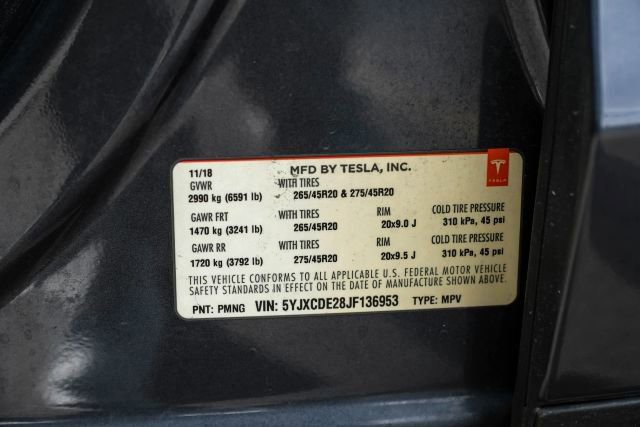 11/18 MFD BY TESLA, INC.
GVWR WITH TIRES
2990 kg (6591 lb) 265/45R20 & 275/45R20
TESLA
GAWR FRT WITH TIRES RIM COLD TIRE PRESSURE
1470 kg (3241 lb) 265/45R20 20x9.0 J 310 kPa, 45 psi
GAWR RR WITH TIRES RIM COLD TIRE PRESSURE
1720 kg (3792 lb) 275/45R20 20x9.5 J 310 kPa, 45 psi
THIS VEHICLE CONFORMS TO ALL APPLICABLE U.S. FEDERAL MOTOR VEHICLE
SAFETY STANDARDS IN EFFECT ON THE DATE OF MANUFACTURE SHOWN ABOVE.
PNT: PMNG VIN: 5YJXCDE28JF136953 TYPE: MPV